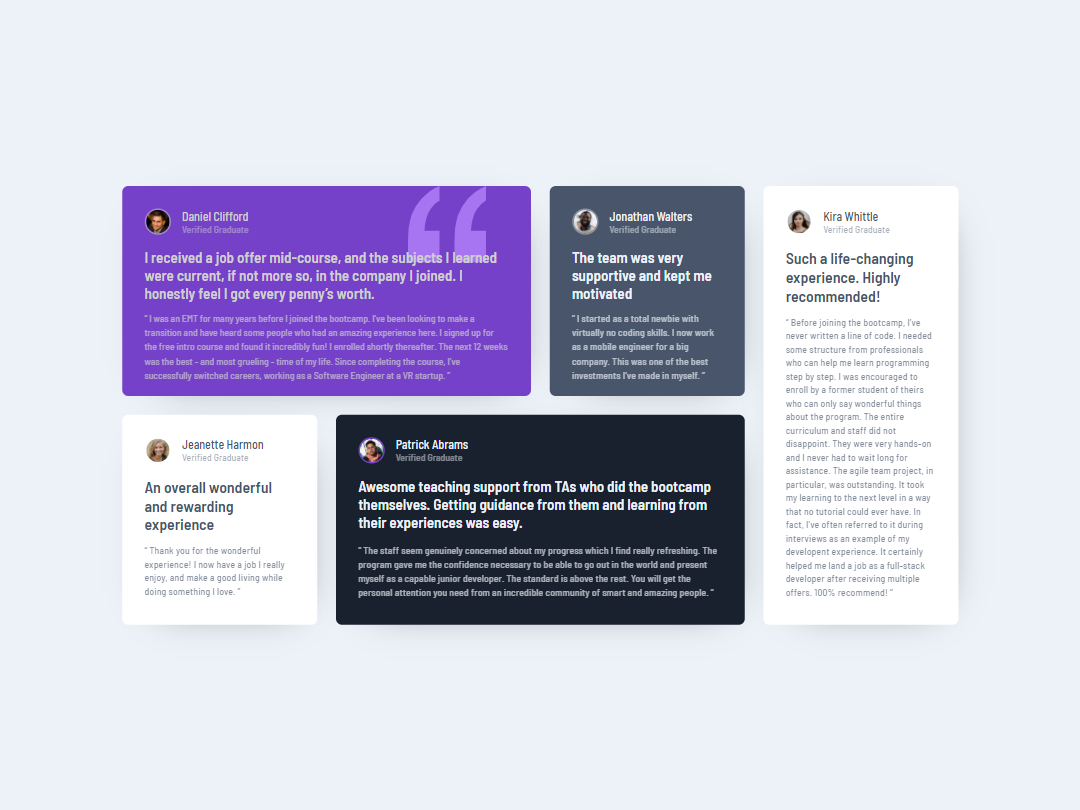 Daniel Clifford
Verified Graduate
I received a job offer mid-course, and the subjects I learned
were current, if not more so, in the company I joined. I
honestly feel I got every penny’s worth.
“ I was an EMT for many years before I joined the bootcamp. I’ve been looking to make a
transition and have heard some people who had an amazing experience here. I signed up for
the free intro course and found it incredibly fun! I enrolled shortly thereafter. The next 12 weeks
was the best – and most grueling – time of my life. Since completing the course, I’ve
successfully switched careers, working as a Software Engineer at a VR startup. ”
Jonathan Walters
Verified Graduate
The team was very
supportive and kept me
motivated
“ I started as a total newbie with
virtually no coding skills. I now work
as a mobile engineer for a big
company. This was one of the best
investments I’ve made in myself. ”
Kira Whittle
Verified Graduate
Such a life-changing
experience. Highly
recommended!
“ Before joining the bootcamp, I’ve
never written a line of code. I needed
some structure from professionals
who can help me learn programming
step by step. I was encouraged to
enroll by a former student of theirs
who can only say wonderful things
about the program. The entire
curriculum and staff did not
disappoint. They were very hands-on
and I never had to wait long for
assistance. The agile team project, in
particular, was outstanding. It took
my learning to the next level in a way
that no tutorial could ever have. In
fact, I’ve often referred to it during
interviews as an example of my
developent experience. It certainly
helped me land a job as a full-stack
developer after receiving multiple
offers. 100% recommend! ”
Jeanette Harmon
Verified Graduate
An overall wonderful
and rewarding
experience
“ Thank you for the wonderful
experience! I now have a job I really
enjoy, and make a good living while
doing something I love. ”
Patrick Abrams
Verified Graduate
Awesome teaching support from TAs who did the bootcamp
themselves. Getting guidance from them and learning from
their experiences was easy.
“ The staff seem genuinely concerned about my progress which I find really refreshing. The
program gave me the confidence necessary to be able to go out in the world and present
myself as a capable junior developer. The standard is above the rest. You will get the
personal attention you need from an incredible community of smart and amazing people. ”